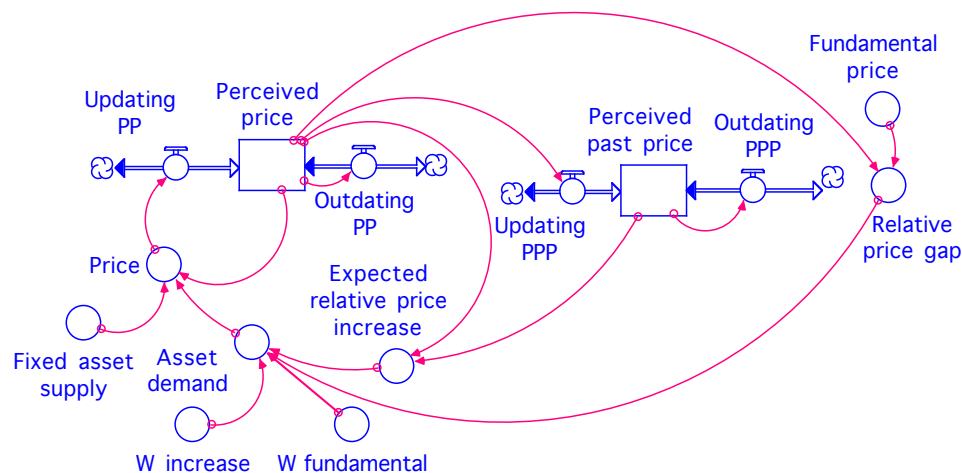 Fundamental
price
Updating
PP
Perceived
price
Perceived
past price
Outdating
PPP
Outdating
PP
Updating
PPP
Relative
price gap
Price
Expected
relative price
increase
Fixed asset
supply
Asset
demand
W increase
W fundamental